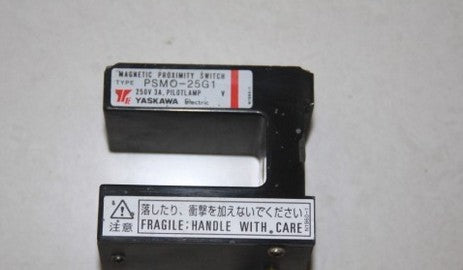 MAGNETIC PROXIMITY SWITCH
TYPE PSMO-25G1
250V 3A, PILOTLAMP V
YASKAWA Electric
落したり、衝撃を加えないでください
注意 FRAGILE; HANDLE WITH CARE